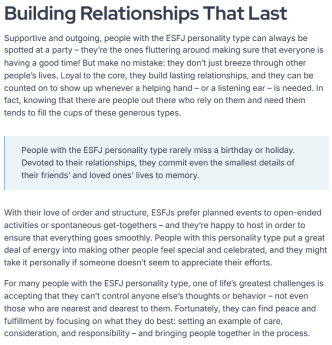 Building Relationships That Last
Supportive and outgoing, people with the ESFJ personality type can always be
spotted at a party – they're the ones fluttering around making sure that everyone is
having a good time! But make no mistake: they don't just breeze through other
people's lives. Loyal to the core, they build lasting relationships, and they can be
counted on to show up whenever a helping hand – or a listening ear – is needed. In
fact, knowing that there are people out there who rely on them and need them
tends to fill the cups of these generous types.
People with the ESFJ personality type rarely miss a birthday or holiday.
Devoted to their relationships, they commit even the smallest details of
their friends' and loved ones' lives to memory.
With their love of order and structure, ESFJs prefer planned events to open-ended
activities or spontaneous get-togethers – and they're happy to host in order to
ensure that everything goes smoothly. People with this personality type put a great
deal of energy into making other people feel special and celebrated, and they might
take it personally if someone doesn't seem to appreciate their efforts.
For many people with the ESFJ personality type, one of life's greatest challenges is
accepting that they can't control anyone else's thoughts or behavior – not even
those who are nearest and dearest to them. Fortunately, they can find peace and
fulfillment by focusing on what they do best: setting an example of care,
consideration, and responsibility – and bringing people together in the process.